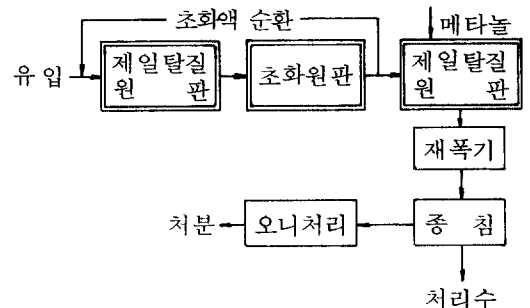 초화액 순환
메타놀
유 입
제일탈질
원 판
초화원판
제일탈질
원 판
재폭기
처분
오니처리
종 침
처리수